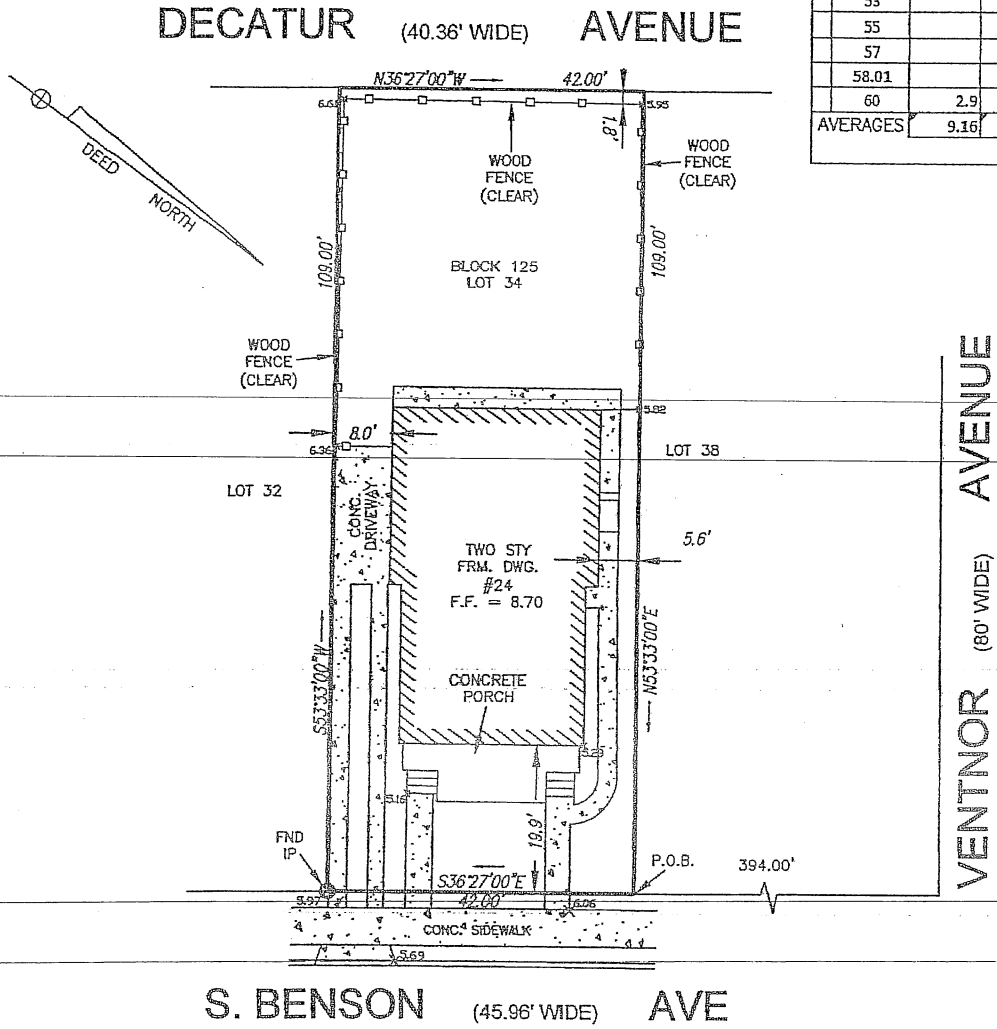 DECATUR (40.36' WIDE) AVENUE
53
55
57
58.01
60 2.9
AVERAGES 9.16
N36°27'00"W 42.00'
5.95
1.8'
DEED NORTH
WOOD
FENCE
(CLEAR)
WOOD
FENCE
(CLEAR)
109.00'
BLOCK 125
LOT 34
109.00'
WOOD
FENCE
(CLEAR)
5.82
8.0'
6.36
LOT 38
LOT 32
CONC.
DRIVEWAY
5.6'
TWO STY
FRM. DWG.
#24
F.F. = 8.70
VENTNOR (80' WIDE) AVENUE
S53°33'00"W
N53°33'00"E
CONCRETE
PORCH
5.16
19.9'
FND
IP
P.O.B.
394.00'
S36°27'00"E
42.00'
5.97
6.06
CONC. SIDEWALK
5.69
S. BENSON (45.96' WIDE) AVE